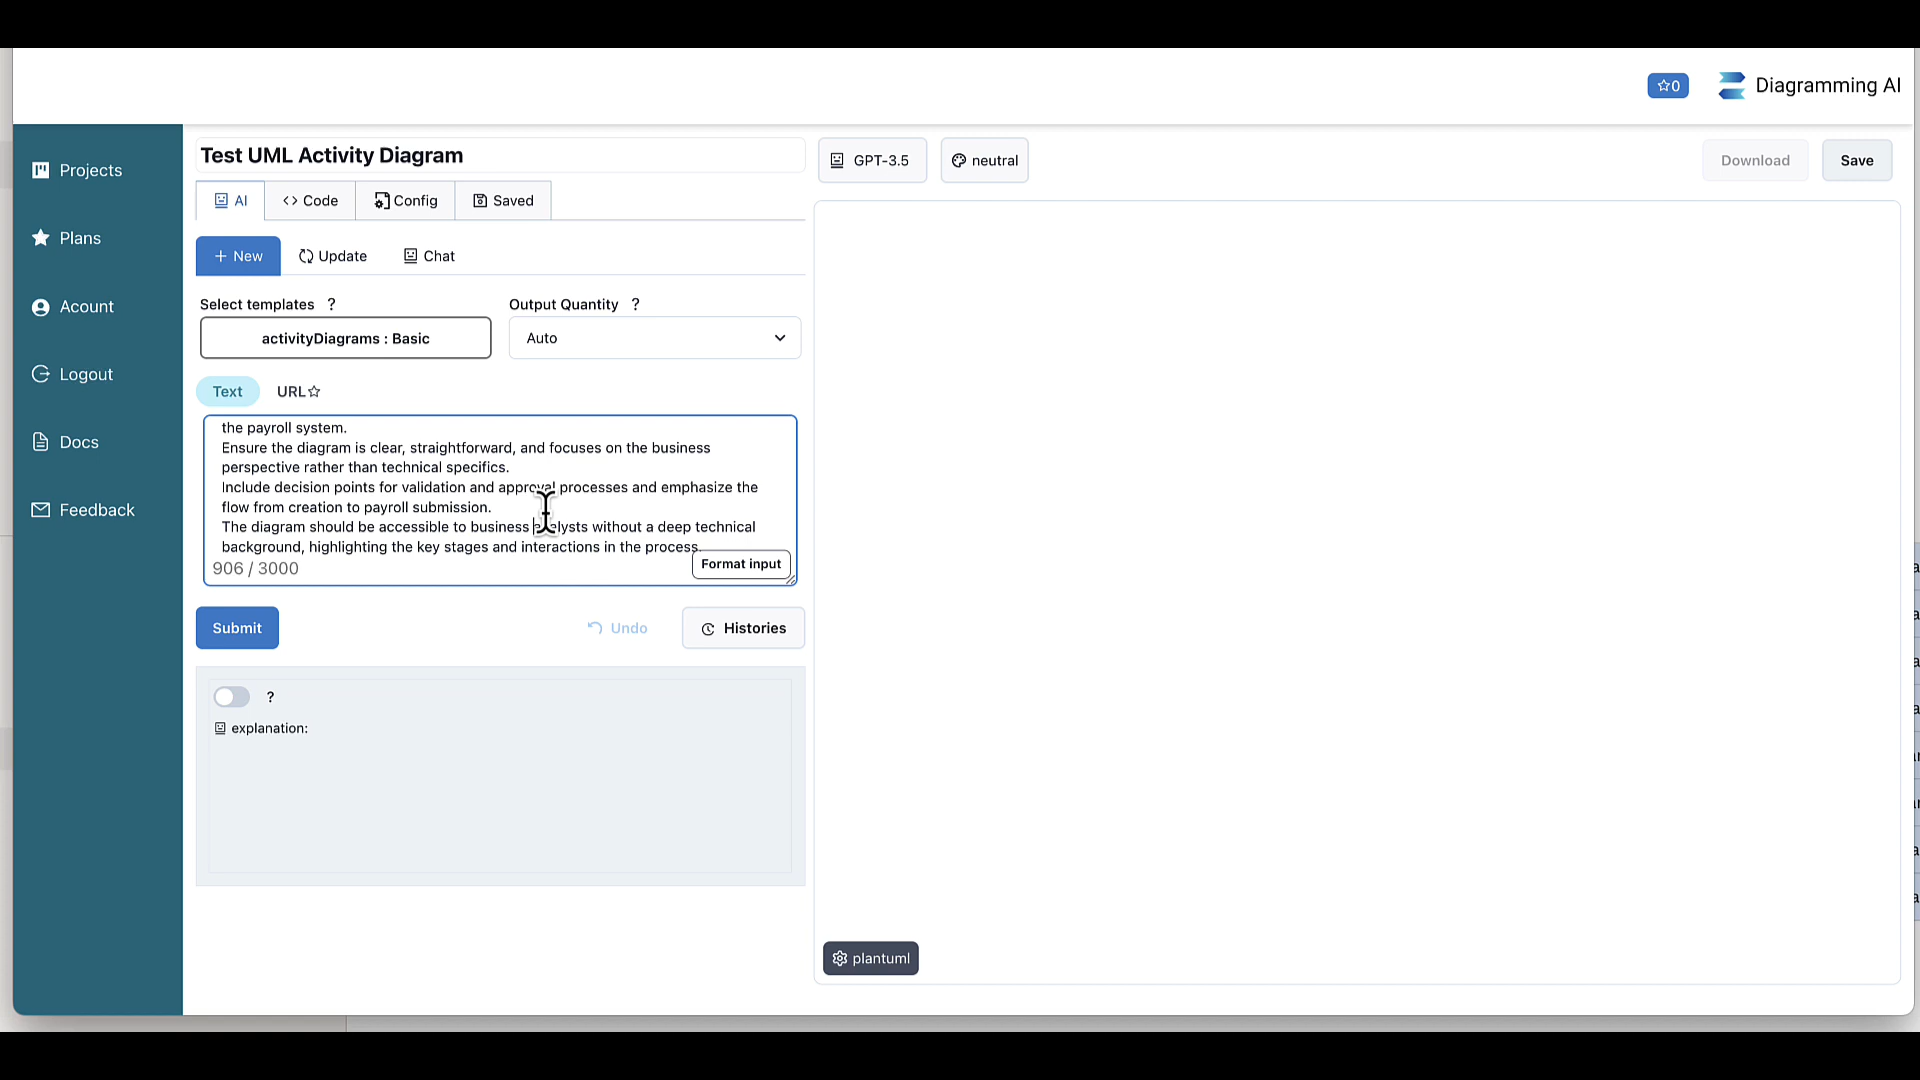 ☆0
Diagramming AI
Projects
Plans
Acount
Logout
Docs
Feedback
Test UML Activity Diagram
AI
<> Code
Config
Saved
+ New
Update
Chat
Select templates ?
Output Quantity ?
activityDiagrams : Basic
Auto
Text
URL☆
the payroll system.
Ensure the diagram is clear, straightforward, and focuses on the business
perspective rather than technical specifics.
Include decision points for validation and approval processes and emphasize the
flow from creation to payroll submission.
The diagram should be accessible to business analysts without a deep technical
background, highlighting the key stages and interactions in the process.
906 / 3000
Format input
Submit
Undo
Histories
?
explanation:
GPT-3.5
neutral
Download
Save
plantuml